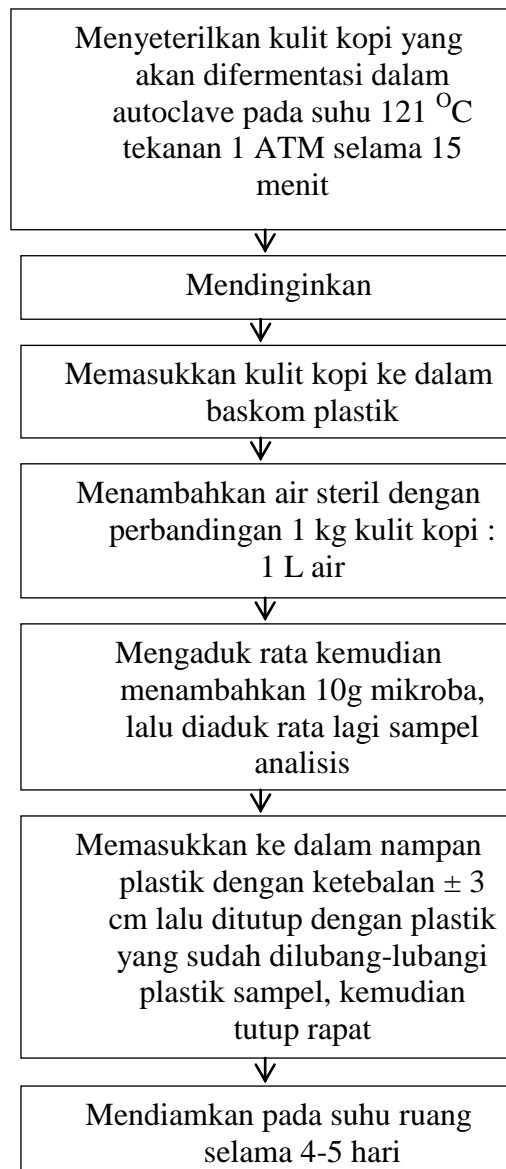 Menyeterilkan kulit kopi yang
akan difermentasi dalam
autoclave pada suhu 121 ᴼC
tekanan 1 ATM selama 15
menit
Mendinginkan
Memasukkan kulit kopi ke dalam
baskom plastik
Menambahkan air steril dengan
perbandingan 1 kg kulit kopi :
1 L air
Mengaduk rata kemudian
menambahkan 10g mikroba,
lalu diaduk rata lagi sampel
analisis
Memasukkan ke dalam nampan
plastik dengan ketebalan ± 3
cm lalu ditutup dengan plastik
yang sudah dilubang-lubangi
plastik sampel, kemudian
tutup rapat
Mendiamkan pada suhu ruang
selama 4-5 hari